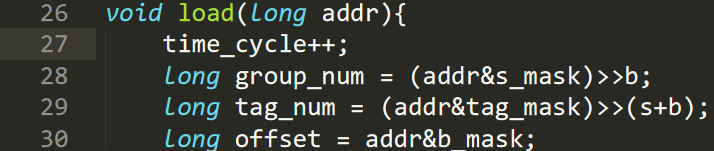 26 void load(long addr){
27 time_cycle++;
28 long group_num = (addr&s_mask)>>b;
29 long tag_num = (addr&tag_mask)>>(s+b);
30 long offset = addr&b_mask;